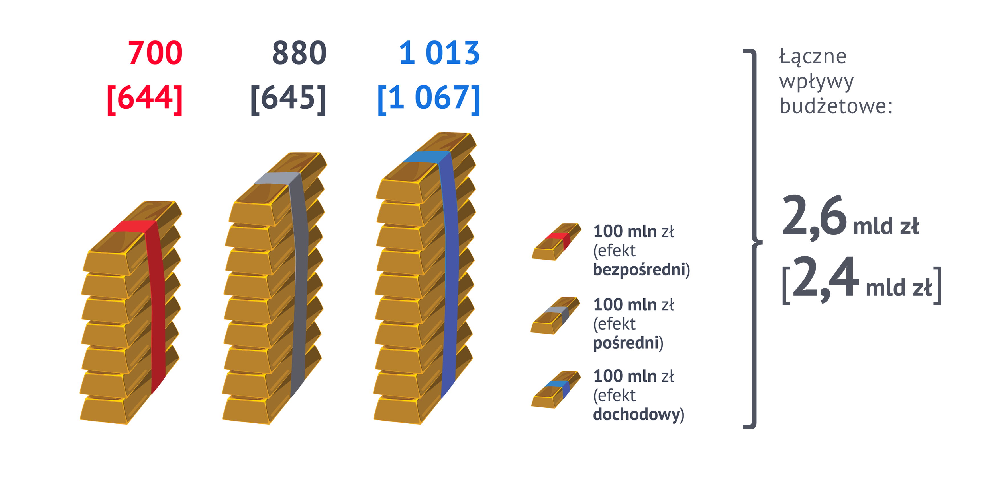 700
[644]
880
[645]
1 013
[1 067]
100 mln zł
(efekt
bezpośredni)
100 mln zł
(efekt
pośredni)
100 mln zł
(efekt
dochodowy)
Łączne
wpływy
budżetowe:
2,6 mld zł
[2,4 mld zł]